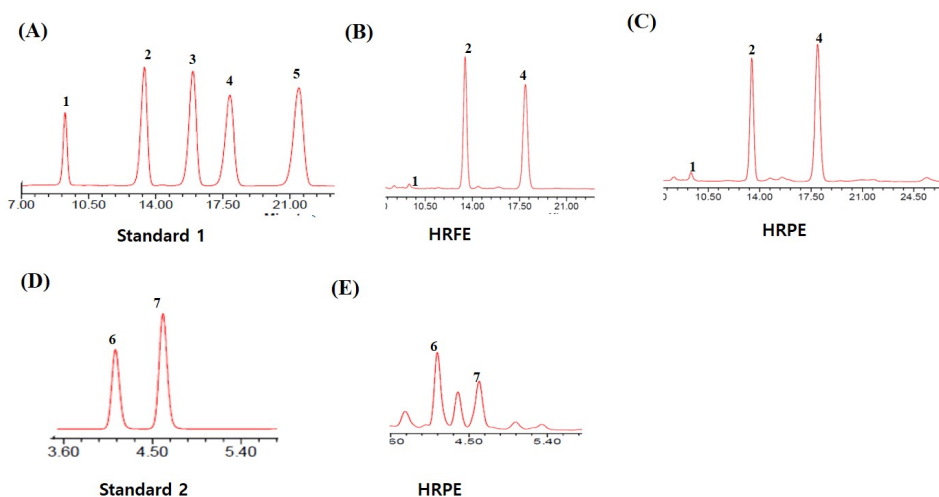 (A)
1
2
3
4
5
7.00 10.50 14.00 17.50 21.00
Standard 1
(B)
2
4
1
10.50 14.00 17.50 21.00
HRFE
(C)
2
4
1
10.50 14.00 17.50 21.00 24.50
HRPE
(D)
6
7
3.60 4.50 5.40
Standard 2
(E)
6
7
50 4.50 5.40
HRPE